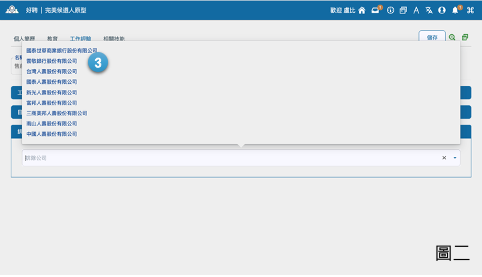 好聘 | 完美候選人原型
歡迎 盧比
個人簡歷 教育 工作經驗 相關技能
儲存
國泰世華商業銀行股份有限公司
匯敬銀行股份有限公司
台灣人壽股份有限公司
國泰人壽股份有限公司
新光人壽股份有限公司
富邦人壽股份有限公司
三商美邦人壽股份有限公司
南山人壽股份有限公司
中國人壽股份有限公司
3
前職公司
圖二